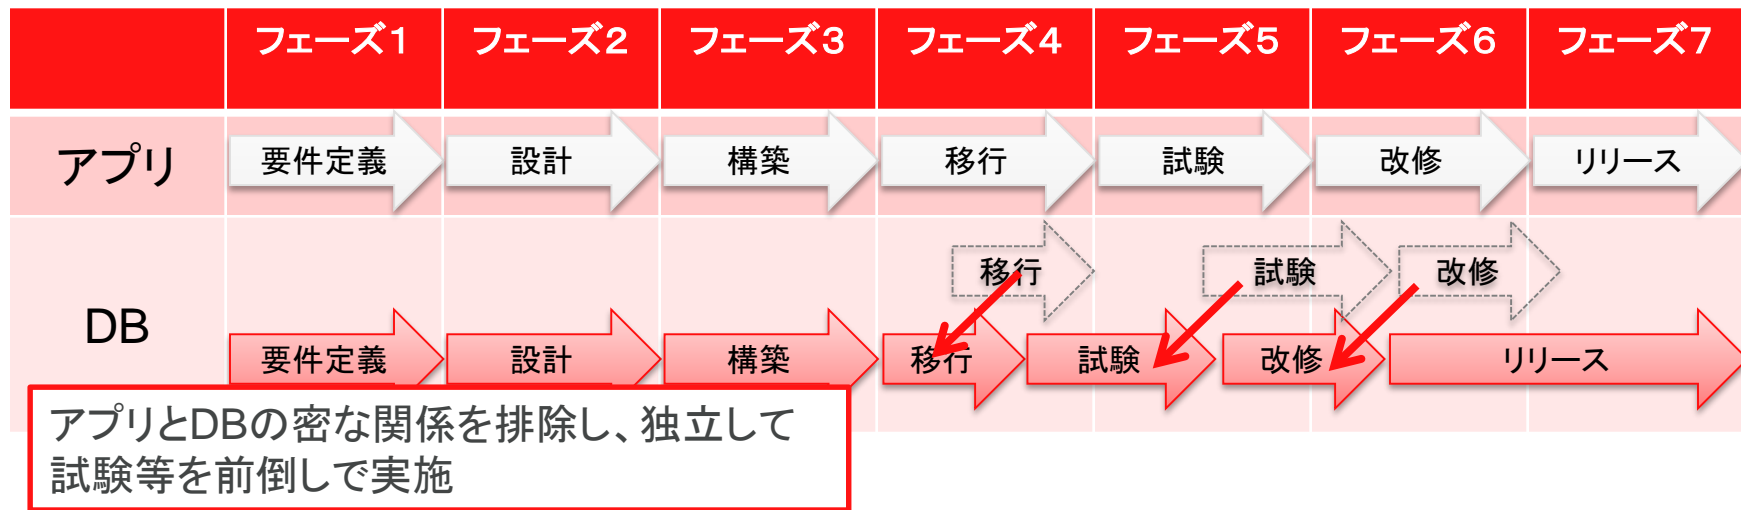 フェーズ1
フェーズ2
フェーズ3
フェーズ4
フェーズ5
フェーズ6
フェーズ7
アプリ
要件定義
設計
構築
移行
試験
改修
リリース
DB
移行
試験
改修
要件定義
設計
構築
移行
試験
改修
リリース
アプリとDBの密な関係を排除し、独立して
試験等を前倒しで実施